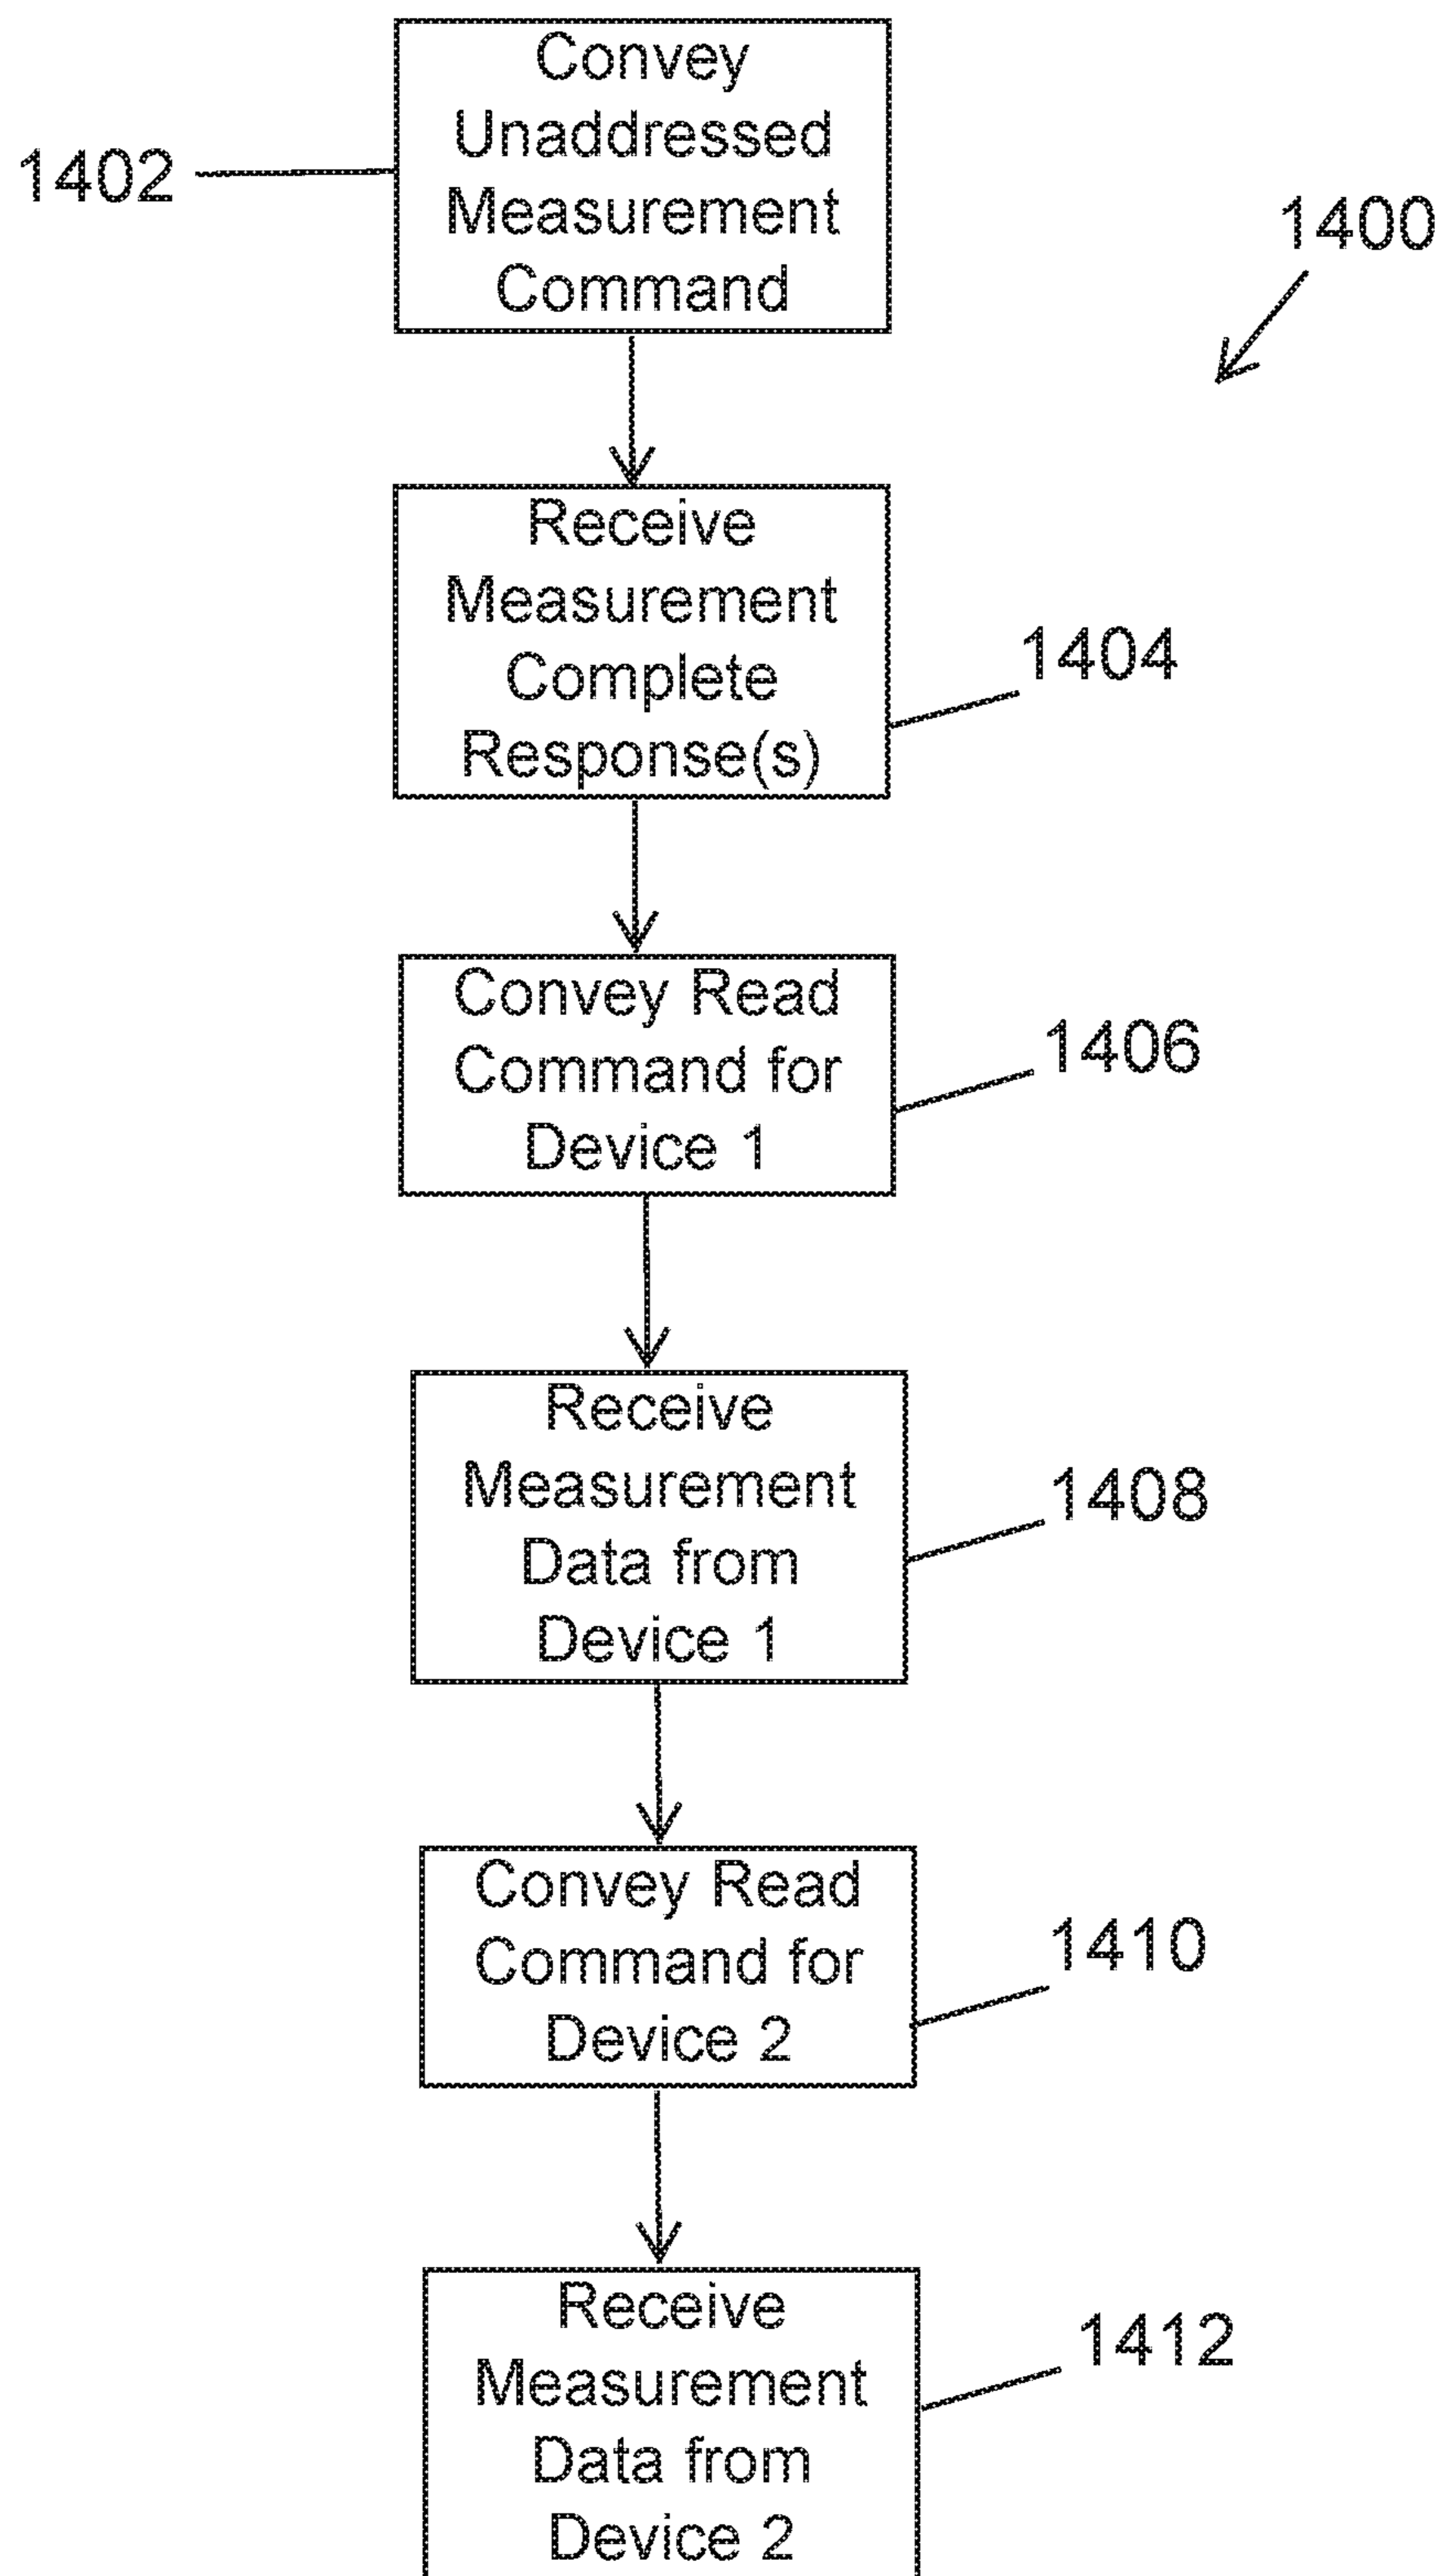 Convey
Unaddressed
Measurement
Command
1402
1400
Receive
Measurement
Complete
Response(s)
1404
Convey Read
Command for
Device 1
1406
Receive
Measurement
Data from
Device 1
1408
Convey Read
Command for
Device 2
1410
Receive
Measurement
Data from
Device 2
1412